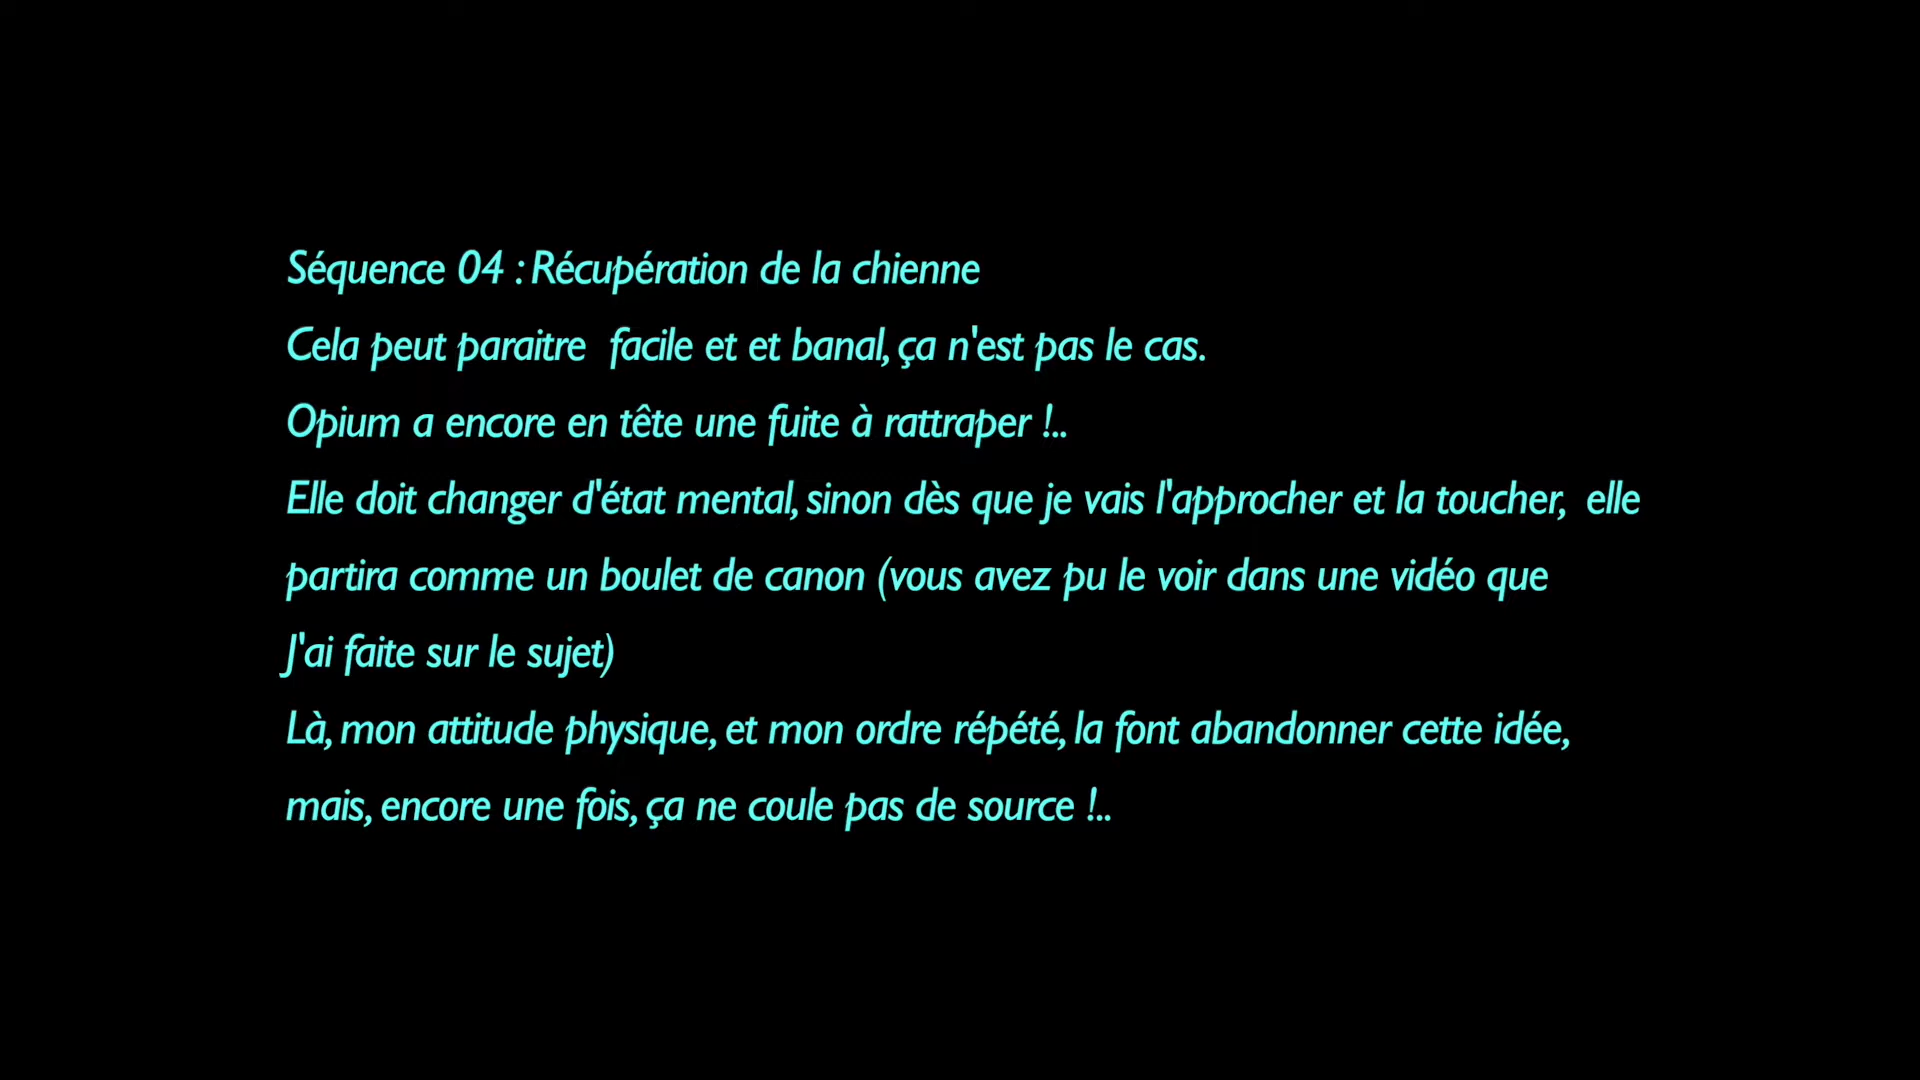 Séquence 04 : Récupération de la chienne
Cela peut paraitre  facile et et banal, ça n'est pas le cas.
Opium a encore en tête une fuite à rattraper !..
Elle doit changer d'état mental, sinon dès que je vais l'approcher et la toucher,  elle
partira comme un boulet de canon (vous avez pu le voir dans une vidéo que
J'ai faite sur le sujet)
Là, mon attitude physique, et mon ordre répété, la font abandonner cette idée,
mais, encore une fois, ça ne coule pas de source !..